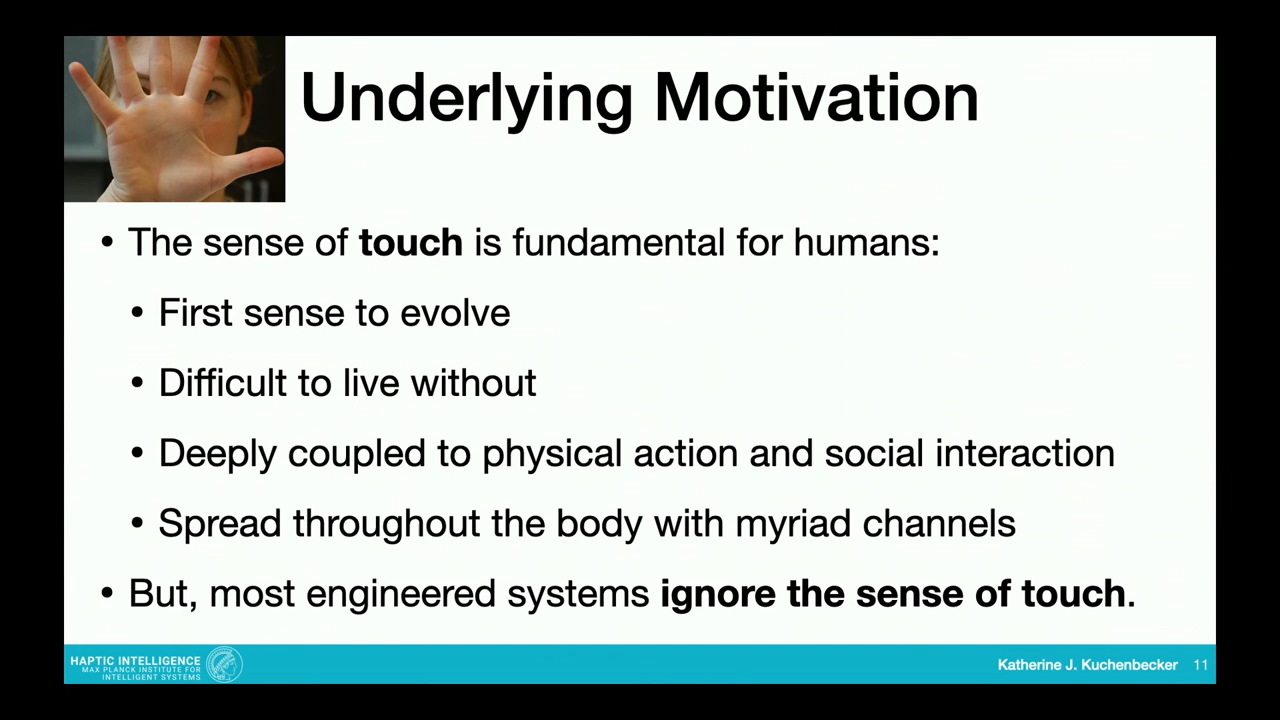 Underlying Motivation
• The sense of touch is fundamental for humans:
• First sense to evolve
• Difficult to live without
• Deeply coupled to physical action and social interaction
• Spread throughout the body with myriad channels
• But, most engineered systems ignore the sense of touch.
HAPTIC INTELLIGENCE
MAX PLANCK INSTITUTE FOR
INTELLIGENT SYSTEMS
Katherine J. Kuchenbecker 11